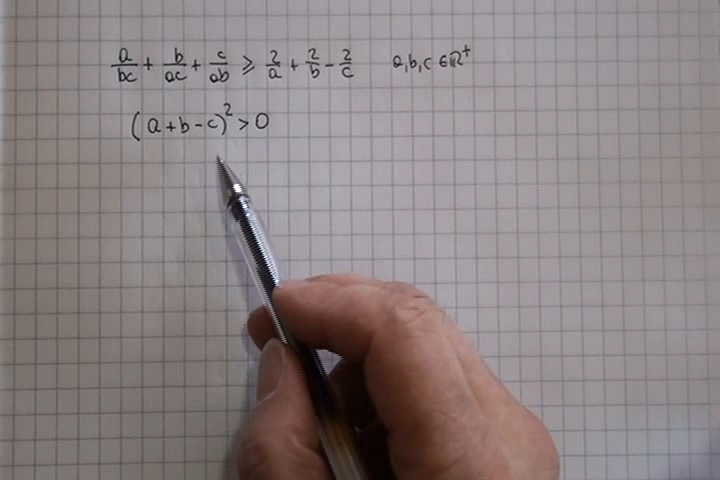 a/bc + b/ac + c/ab ⩾ 2/a + 2/b - 2/c a,b,c ∈ ℝ⁺
(a+b-c)² > 0